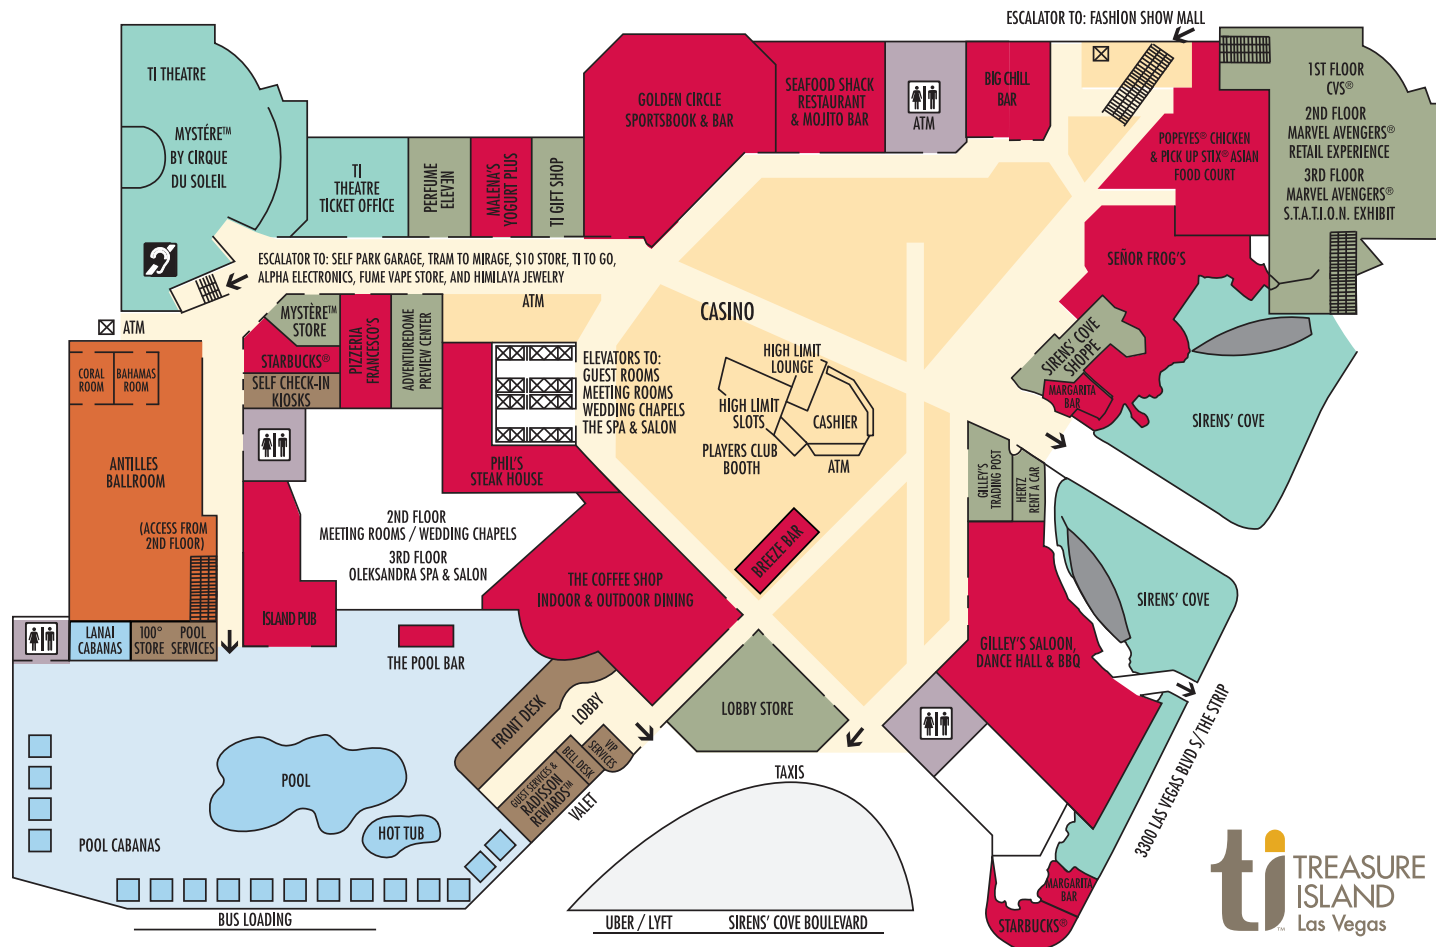 ESCALATOR TO: FASHION SHOW MALL
TI THEATRE
MYSTÉRE™
BY CIRQUE
DU SOLEIL
TI
THEATRE
TICKET OFFICE
PERFUME
ELEVEN
MALENA'S
YOGURT PLUS
TI GIFT SHOP
GOLDEN CIRCLE
SPORTSBOOK & BAR
SEAFOOD SHACK
RESTAURANT
& MOJITO BAR
ATM
BIG CHILL
BAR
1ST FLOOR
CVS®
2ND FLOOR
MARVEL AVENGERS®
RETAIL EXPERIENCE
3RD FLOOR
MARVEL AVENGERS®
S.T.A.T.I.O.N. EXHIBIT
POPEYES® CHICKEN
& PICK UP STIX® ASIAN
FOOD COURT
SEÑOR FROG'S
ESCALATOR TO: SELF PARK GARAGE, TRAM TO MIRAGE, $10 STORE, TI TO GO,
ALPHA ELECTRONICS, FUME VAPE STORE, AND HIMILAYA JEWELRY
ATM
ATM
MYSTÈRE™
STORE
STARBUCKS®
SELF CHECK-IN
KIOSKS
PIZZERIA
FRANCESCO'S
ADVENTUREDOME
PREVIEW CENTER
CASINO
ELEVATORS TO:
GUEST ROOMS
MEETING ROOMS
WEDDING CHAPELS
THE SPA & SALON
HIGH LIMIT
LOUNGE
HIGH LIMIT
SLOTS
CASHIER
PLAYERS CLUB
BOOTH
ATM
SIRENS' COVE
SHOPPE
MARGARITA
BAR
SIRENS' COVE
CORAL
ROOM
BAHAMAS
ROOM
ANTILLES
BALLROOM
(ACCESS FROM
2ND FLOOR)
PHIL'S
STEAK HOUSE
2ND FLOOR
MEETING ROOMS / WEDDING CHAPELS
3RD FLOOR
OLEKSANDRA SPA & SALON
GILLEY'S
TRADING POST
HERTZ
RENT A CAR
BREEZE BAR
THE COFFEE SHOP
INDOOR & OUTDOOR DINING
SIRENS' COVE
ISLAND PUB
LANAI
CABANAS
100°
STORE
POOL
SERVICES
THE POOL BAR
GILLEY'S SALOON,
DANCE HALL & BBQ
FRONT DESK
LOBBY
LOBBY STORE
VIP
SERVICES
BELL DESK
GUEST SERVICES &
RADISSON
REWARDS™
VALET
TAXIS
3300 LAS VEGAS BLVD S/THE STRIP
POOL
HOT TUB
POOL CABANAS
BUS LOADING
UBER / LYFT
SIRENS' COVE BOULEVARD
MARGARITA
BAR
STARBUCKS®
ti™
TREASURE
ISLAND
Las Vegas